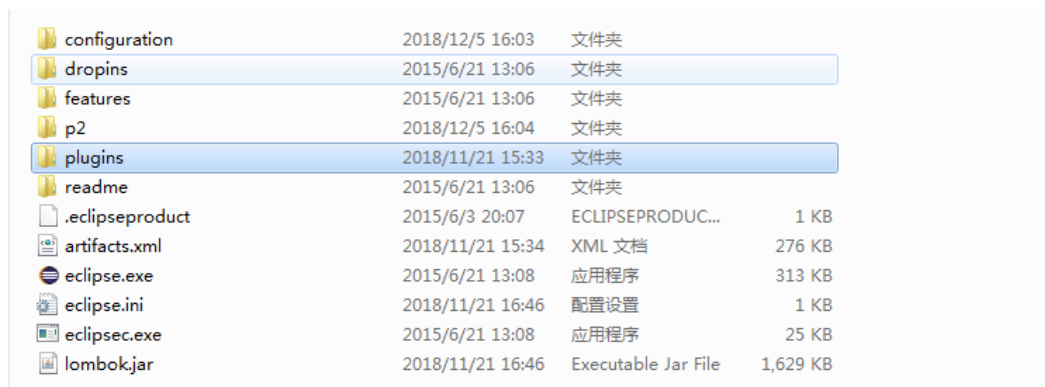 configuration 2018/12/5 16:03 文件夹
dropins 2015/6/21 13:06 文件夹
features 2015/6/21 13:06 文件夹
p2 2018/12/5 16:04 文件夹
plugins 2018/11/21 15:33 文件夹
readme 2015/6/21 13:06 文件夹
.eclipseproduct 2015/6/3 20:07 ECLIPSEPRODUC... 1 KB
artifacts.xml 2018/11/21 15:34 XML 文档 276 KB
eclipse.exe 2015/6/21 13:08 应用程序 313 KB
eclipse.ini 2018/11/21 16:46 配置设置 1 KB
eclipsec.exe 2015/6/21 13:08 应用程序 25 KB
lombok.jar 2018/11/21 16:46 Executable Jar File 1,629 KB